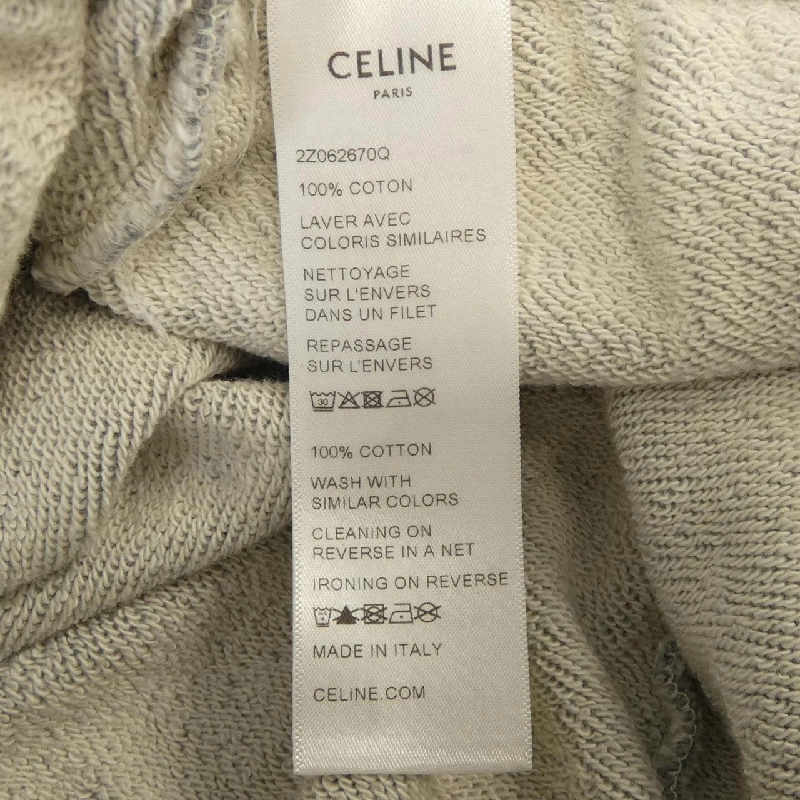 CELINE
PARIS
2Z062670Q
100% COTON
LAVER AVEC
COLORIS SIMILAIRES
NETTOYAGE
SUR L'ENVERS
DANS UN FILET
REPASSAGE
SUR L'ENVERS
30
100% COTTON
WASH WITH
SIMILAR COLORS
CLEANING ON
REVERSE IN A NET
IRONING ON REVERSE
MADE IN ITALY
CELINE.COM